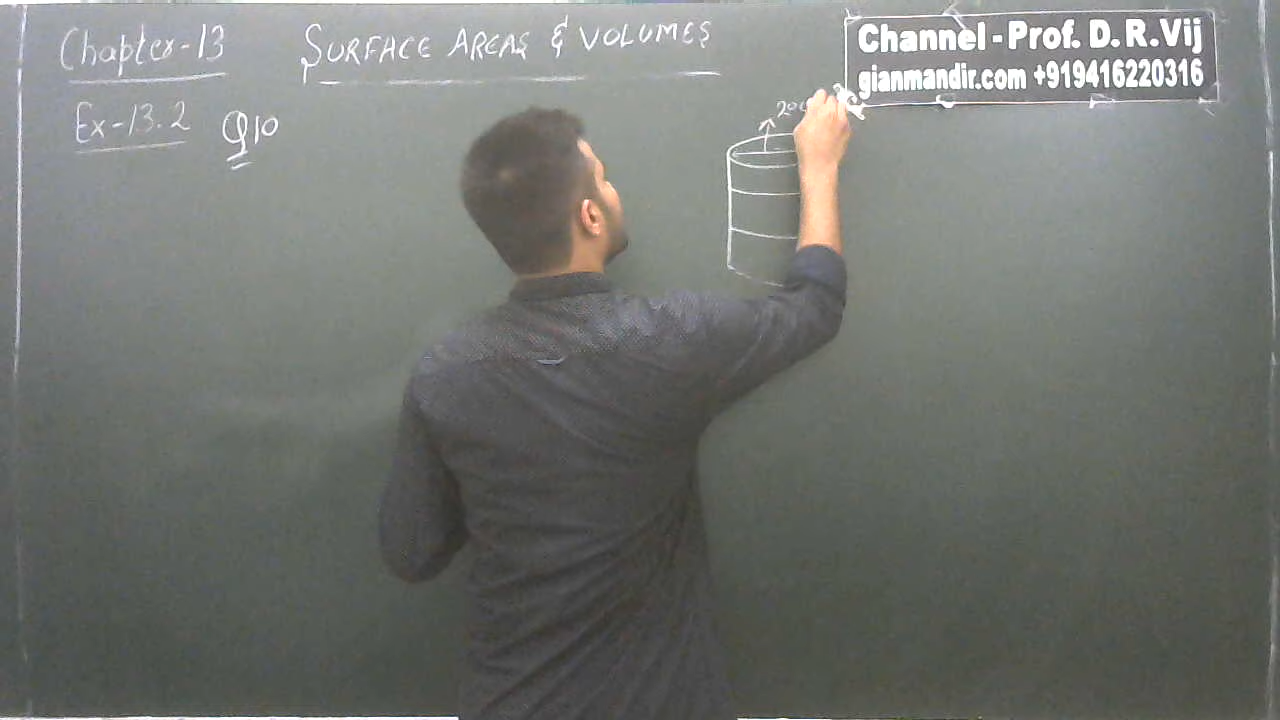 Chapter-13 SURFACE AREAS & VOLUMES
Ex-13.2 Q10
Channel - Prof. D. R. Vij
gianmandir.com +919416220316